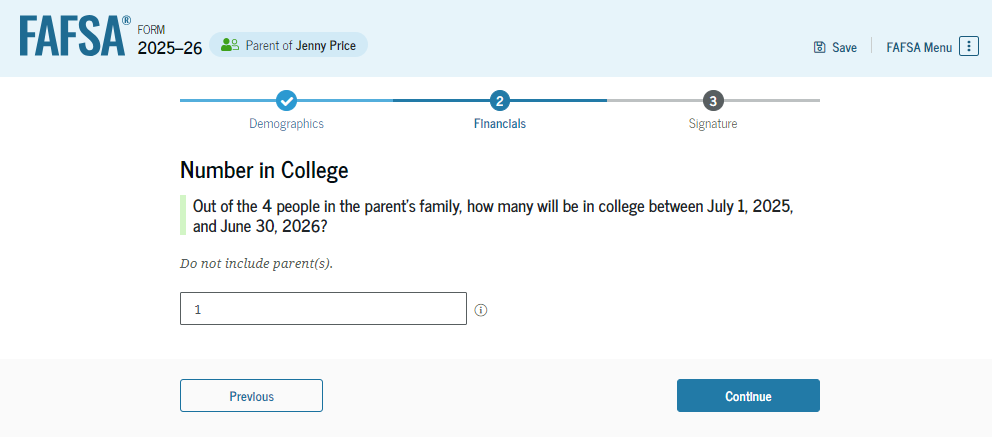 FAFSA®
FORM
2025–26
Parent of Jenny Price
Save
FAFSA Menu
2
3
Demographics
Financials
Signature
Number in College
Out of the 4 people in the parent's family, how many will be in college between July 1, 2025,
and June 30, 2026?
Do not include parent(s).
1
Previous
Continue